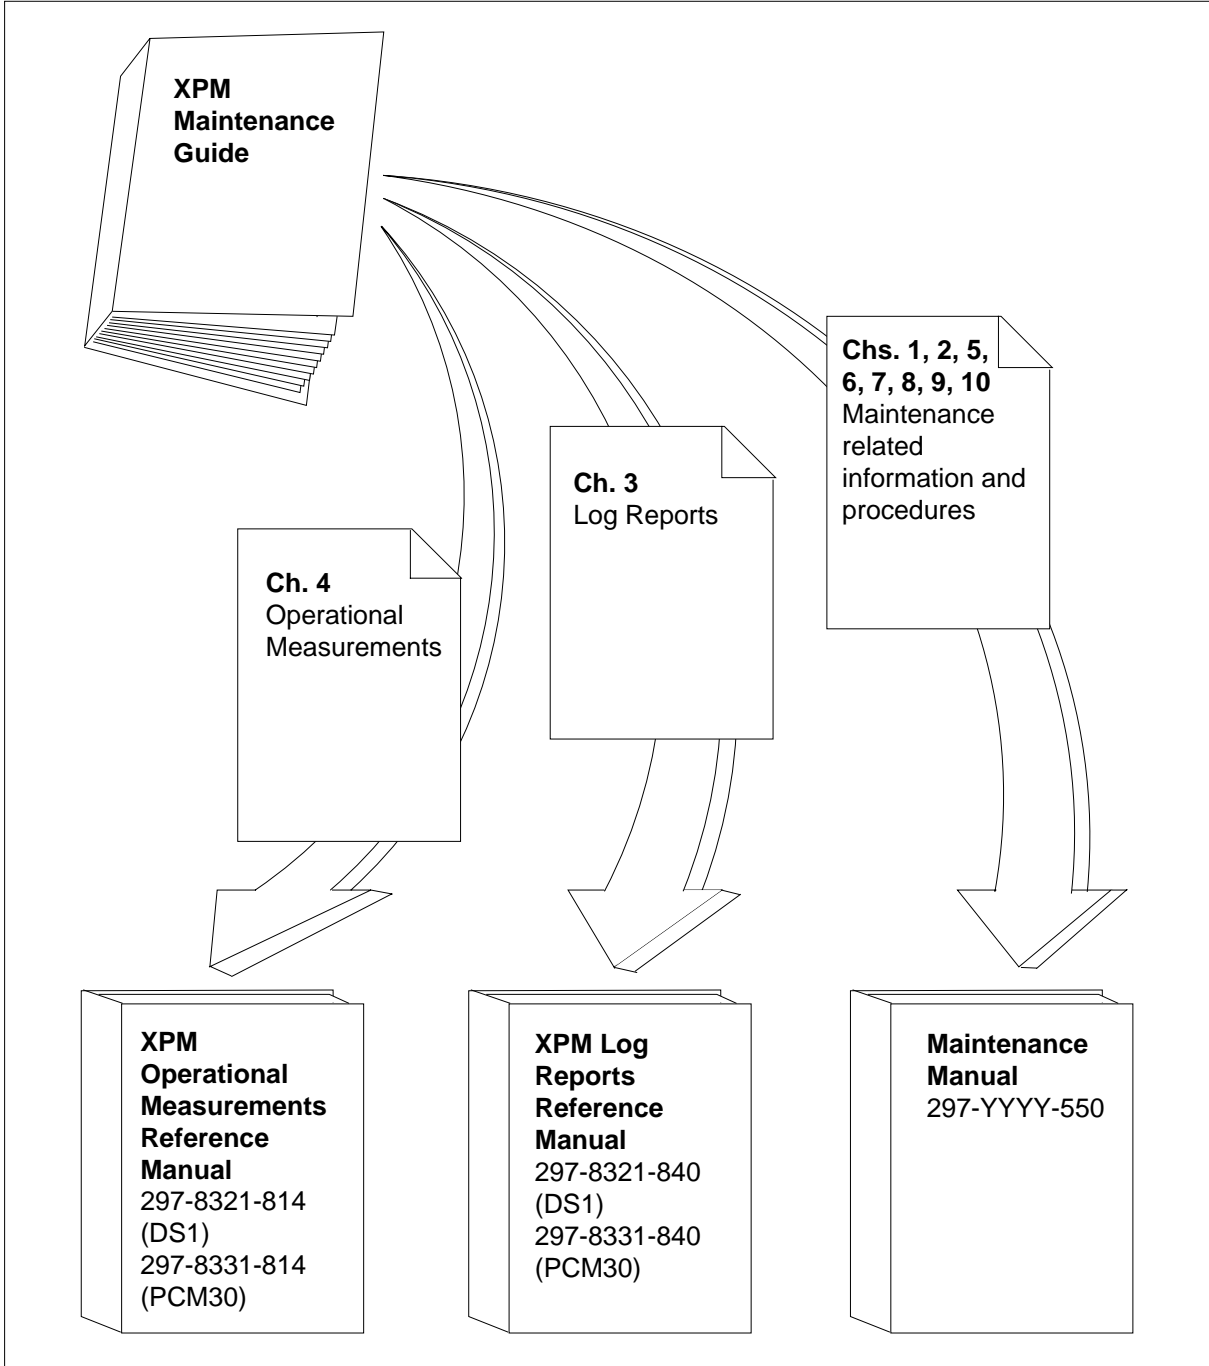 XPM
Maintenance
Guide
Chs. 1, 2, 5,
6, 7, 8, 9, 10
Maintenance
related
information and
procedures
Ch. 3
Log Reports
Ch. 4
Operational
Measurements
XPM
Operational
Measurements
Reference
Manual
297-8321-814
(DS1)
297-8331-814
(PCM30)
XPM Log
Reports
Reference
Manual
297-8321-840
(DS1)
297-8331-840
(PCM30)
Maintenance
Manual
297-YYYY-550